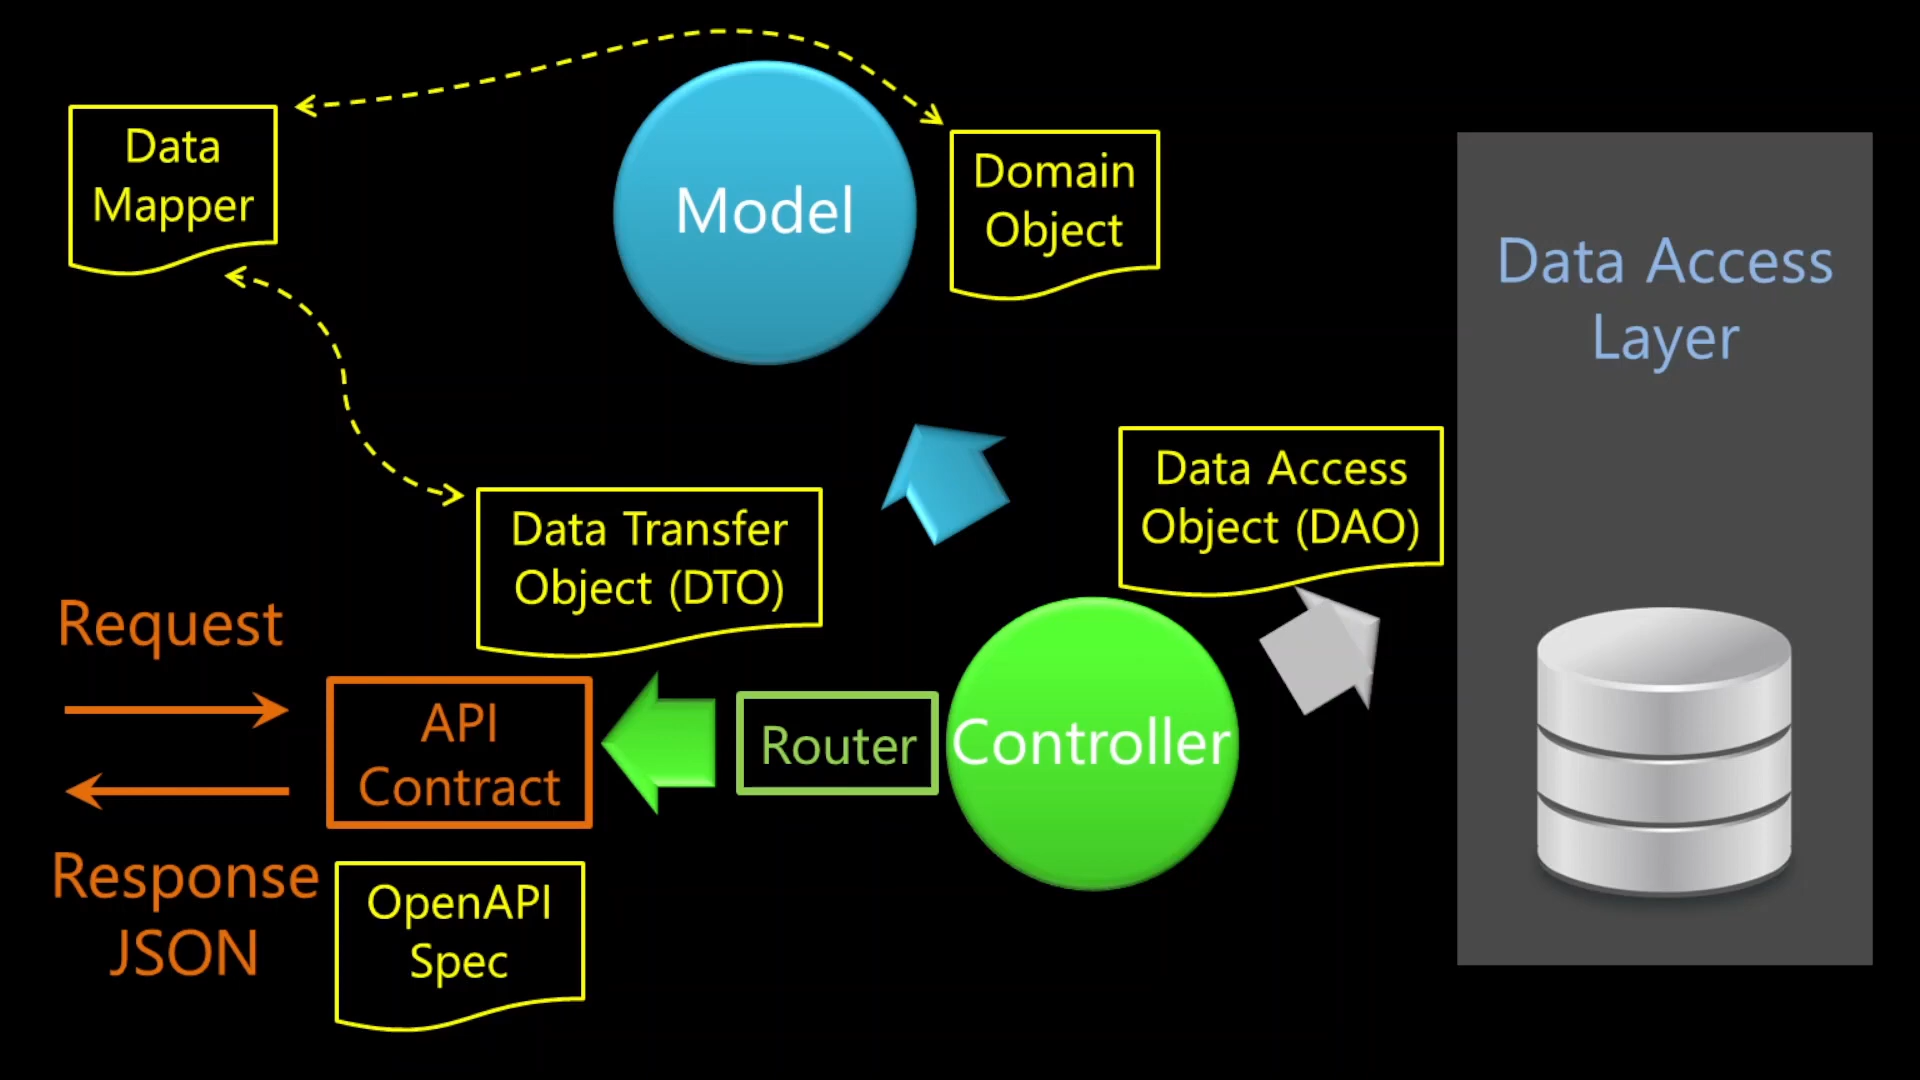 Data
Mapper
Model
Domain
Object
Data Access
Layer
Data Transfer
Object (DTO)
Data Access
Object (DAO)
Request
API
Contract
Router
Controller
Response
JSON
OpenAPI
Spec